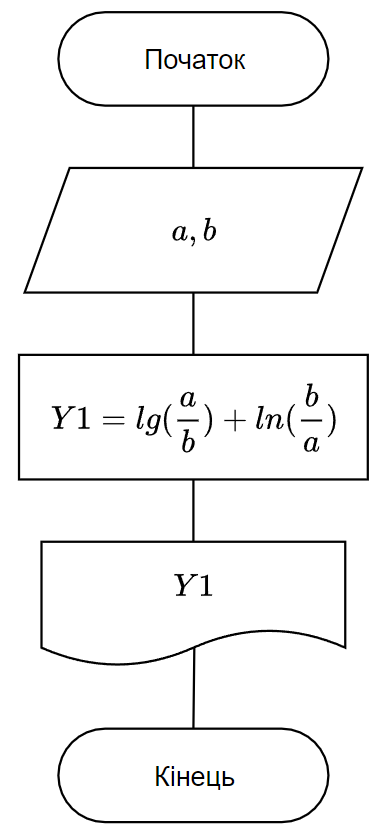 Початок
a, b
Y1 = lg(a/b) + ln(b/a)
Y1
Кінець